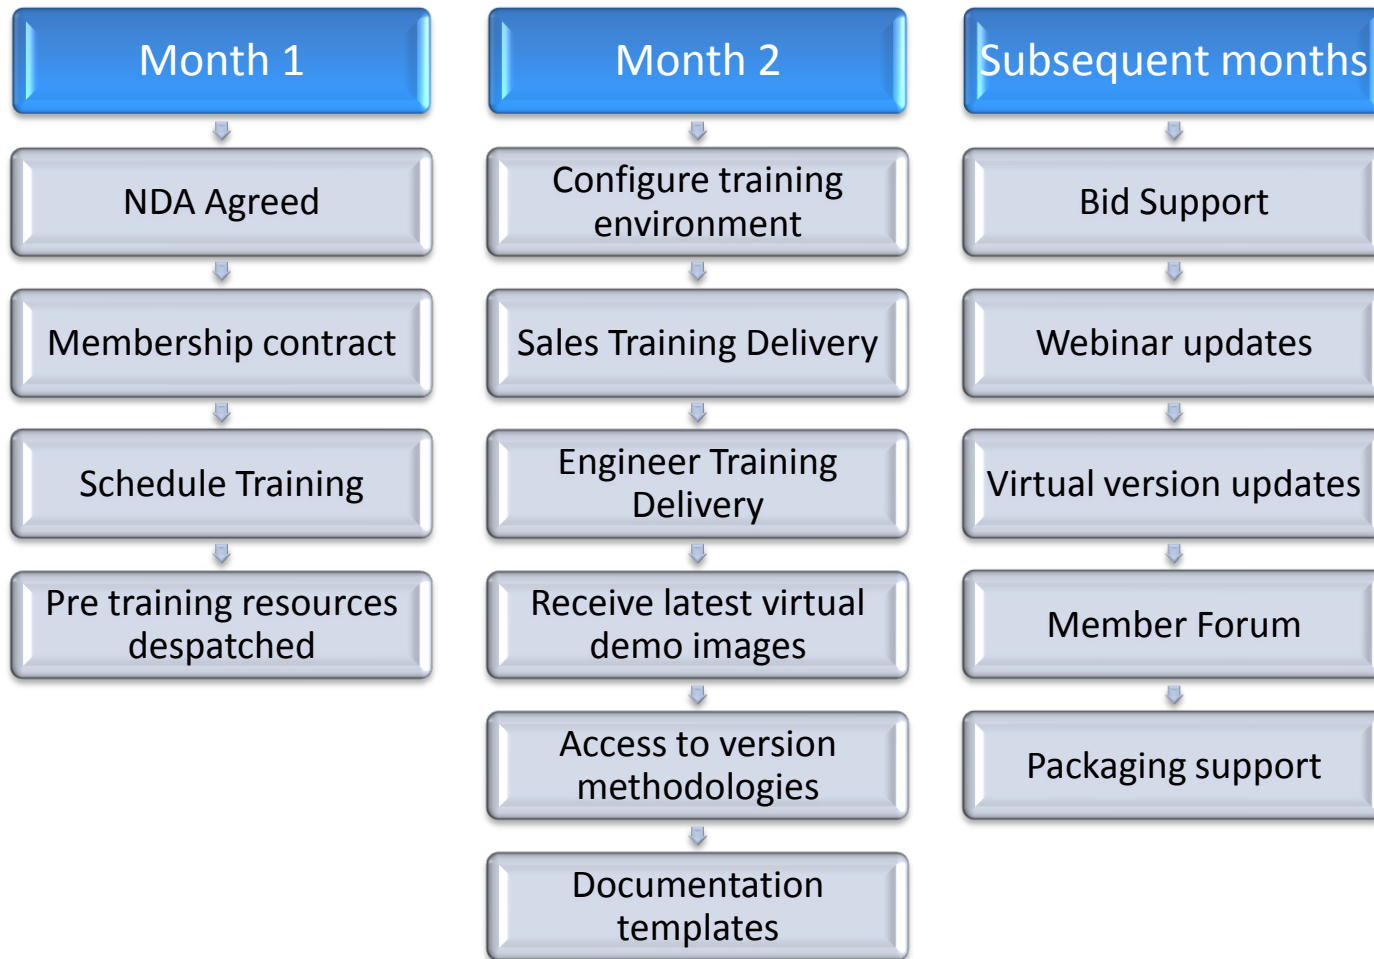 Month 1
NDA Agreed
Membership contract
Schedule Training
Pre training resources
despatched
Month 2
Configure training
environment
Sales Training Delivery
Engineer Training
Delivery
Receive latest virtual
demo images
Access to version
methodologies
Documentation
templates
Subsequent months
Bid Support
Webinar updates
Virtual version updates
Member Forum
Packaging support